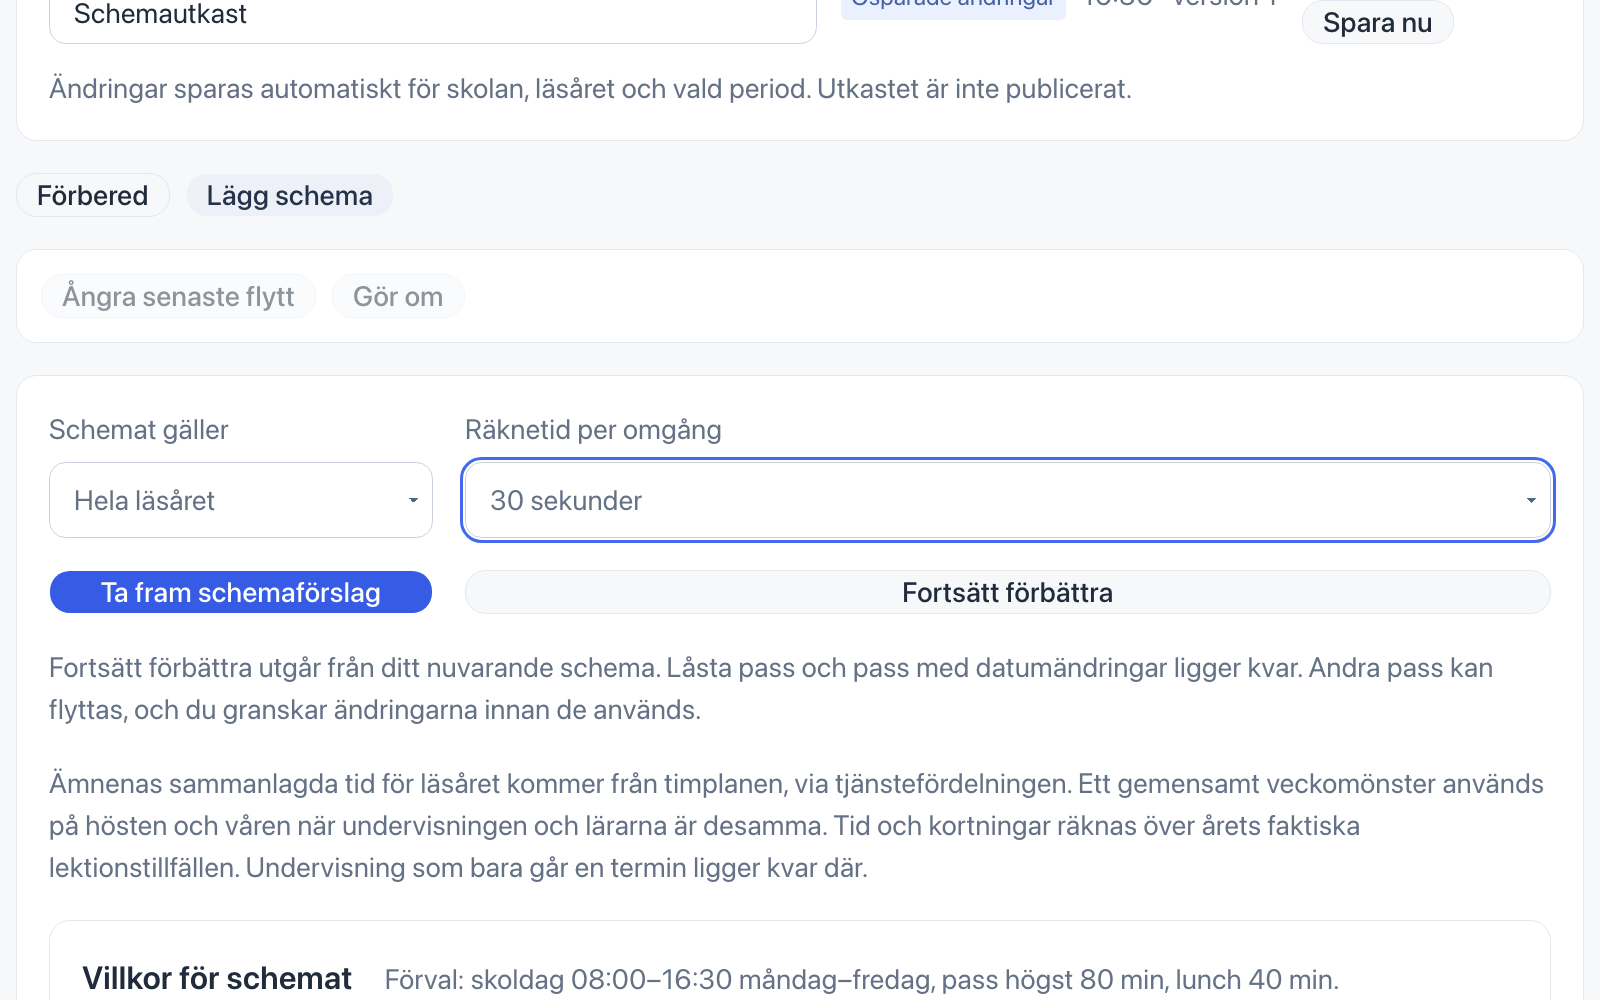 Schemautkast
Osparade ändringar
Spara nu
Ändringar sparas automatiskt för skolan, läsåret och vald period. Utkastet är inte publicerat.
Förbered
Lägg schema
Ångra senaste flytt
Gör om
Schemat gäller
Räknetid per omgång
Hela läsåret
30 sekunder
Ta fram schemaförslag
Fortsätt förbättra
Fortsätt förbättra utgår från ditt nuvarande schema. Låsta pass och pass med datumändringar ligger kvar. Andra pass kan
flyttas, och du granskar ändringarna innan de används.
Ämnenas sammanlagda tid för läsåret kommer från timplanen, via tjänstefördelningen. Ett gemensamt veckomönster används
på hösten och våren när undervisningen och lärarna är desamma. Tid och kortningar räknas över årets faktiska
lektionstillfällen. Undervisning som bara går en termin ligger kvar där.
Villkor för schemat
Förval: skoldag 08:00–16:30 måndag–fredag, pass högst 80 min, lunch 40 min.